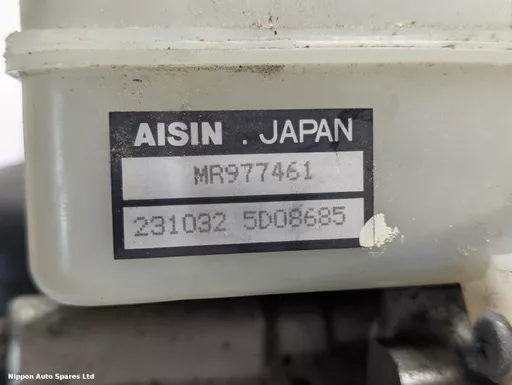 AISIN . JAPAN
MR977461
231032 5D08685
Nippon Auto Spares Ltd